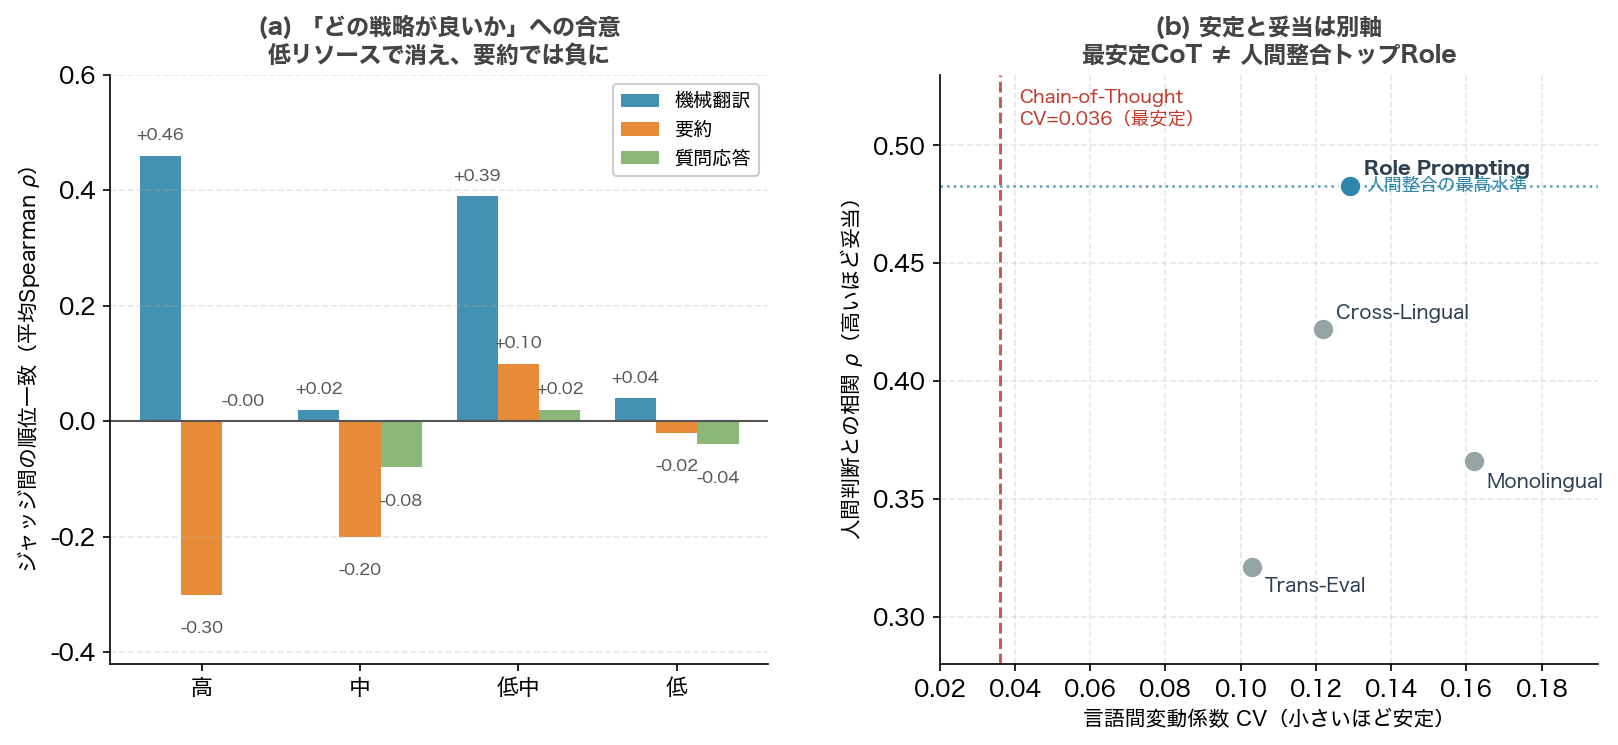 (a) 「どの戦略が良いか」への合意
低リソースで消え、要約では負に
ジャッジ間の順位一致（平均Spearman ρ）
0.6
0.4
0.2
0.0
-0.2
-0.4
機械翻訳
要約
質問応答
+0.46
-0.30
-0.00
+0.02
-0.20
-0.08
+0.39
+0.10
+0.02
+0.04
-0.02
-0.04
高
中
低中
低
(b) 安定と妥当は別軸
最安定CoT ≠ 人間整合トップRole
人間判断との相関 ρ（高いほど妥当）
0.50
0.45
0.40
0.35
0.30
Chain-of-Thought
CV=0.036（最安定）
Role Prompting
人間整合の最高水準
Cross-Lingual
Monolingual
Trans-Eval
0.02
0.04
0.06
0.08
0.10
0.12
0.14
0.16
0.18
言語間変動係数 CV（小さいほど安定）